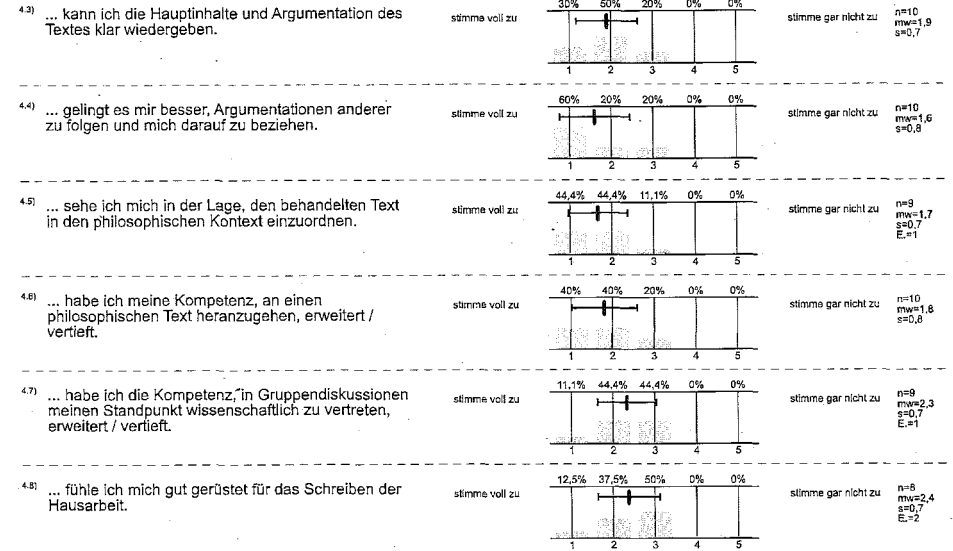 4.3) ... kann ich die Hauptinhalte und Argumentation des
Textes klar wiedergeben.
stimme voll zu
30% 50% 20% 0% 0%
1 2 3 4 5
stimme gar nicht zu
n=10
mw=1,9
s=0,7
4.4) ... gelingt es mir besser, Argumentationen anderer
zu folgen und mich darauf zu beziehen.
stimme voll zu
60% 20% 20% 0% 0%
1 2 3 4 5
stimme gar nicht zu
n=10
mw=1,6
s=0,8
4.5) ... sehe ich mich in der Lage, den behandelten Text
in den philosophischen Kontext einzuordnen.
stimme voll zu
44,4% 44,4% 11,1% 0% 0%
1 2 3 4 5
stimme gar nicht zu
n=9
mw=1,7
s=0,7
E.=1
4.6) ... habe ich meine Kompetenz, an einen
philosophischen Text heranzugehen, erweitert /
vertieft.
stimme voll zu
40% 40% 20% 0% 0%
1 2 3 4 5
stimme gar nicht zu
n=10
mw=1,8
s=0,8
4.7) ... habe ich die Kompetenz, in Gruppendiskussionen
meinen Standpunkt wissenschaftlich zu vertreten,
erweitert / vertieft.
stimme voll zu
11,1% 44,4% 44,4% 0% 0%
1 2 3 4 5
stimme gar nicht zu
n=9
mw=2,3
s=0,7
E.=1
4.8) ... fühle ich mich gut gerüstet für das Schreiben der
Hausarbeit.
stimme voll zu
12,5% 37,5% 50% 0% 0%
1 2 3 4 5
stimme gar nicht zu
n=8
mw=2,4
s=0,7
E.=2